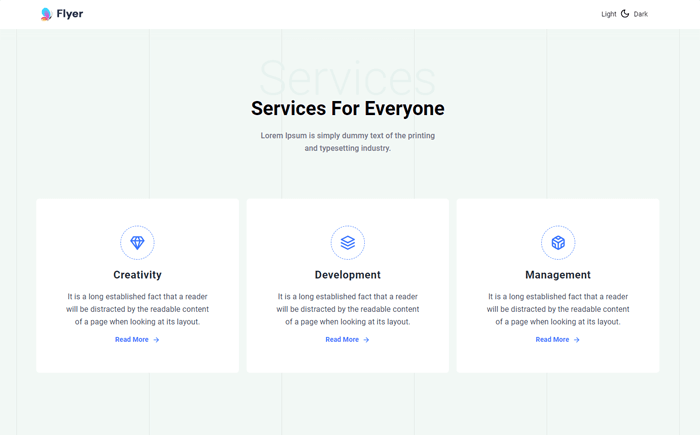 Flyer
Light Dark
Services
Services For Everyone
Lorem Ipsum is simply dummy text of the printing
and typesetting industry.
Creativity
It is a long established fact that a reader
will be distracted by the readable content
of a page when looking at its layout.
Read More
Development
It is a long established fact that a reader
will be distracted by the readable content
of a page when looking at its layout.
Read More
Management
It is a long established fact that a reader
will be distracted by the readable content
of a page when looking at its layout.
Read More